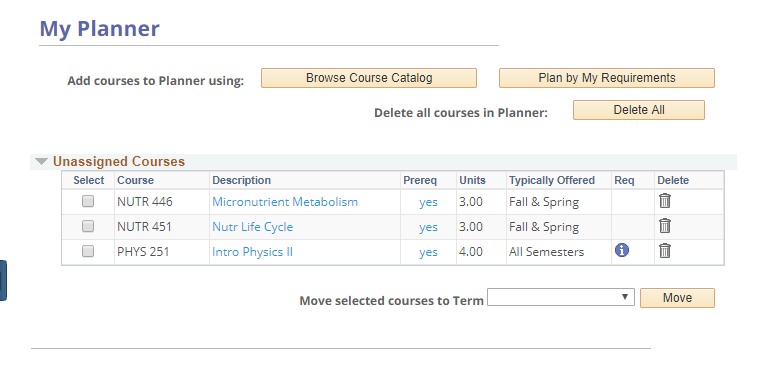 My Planner
Add courses to Planner using: Browse Course Catalog Plan by My Requirements
Delete all courses in Planner: Delete All
Unassigned Courses
Select Course Description Prereq Units Typically Offered Req Delete
NUTR 446 Micronutrient Metabolism yes 3.00 Fall & Spring
NUTR 451 Nutr Life Cycle yes 3.00 Fall & Spring
PHYS 251 Intro Physics II yes 4.00 All Semesters
Move selected courses to Term Move